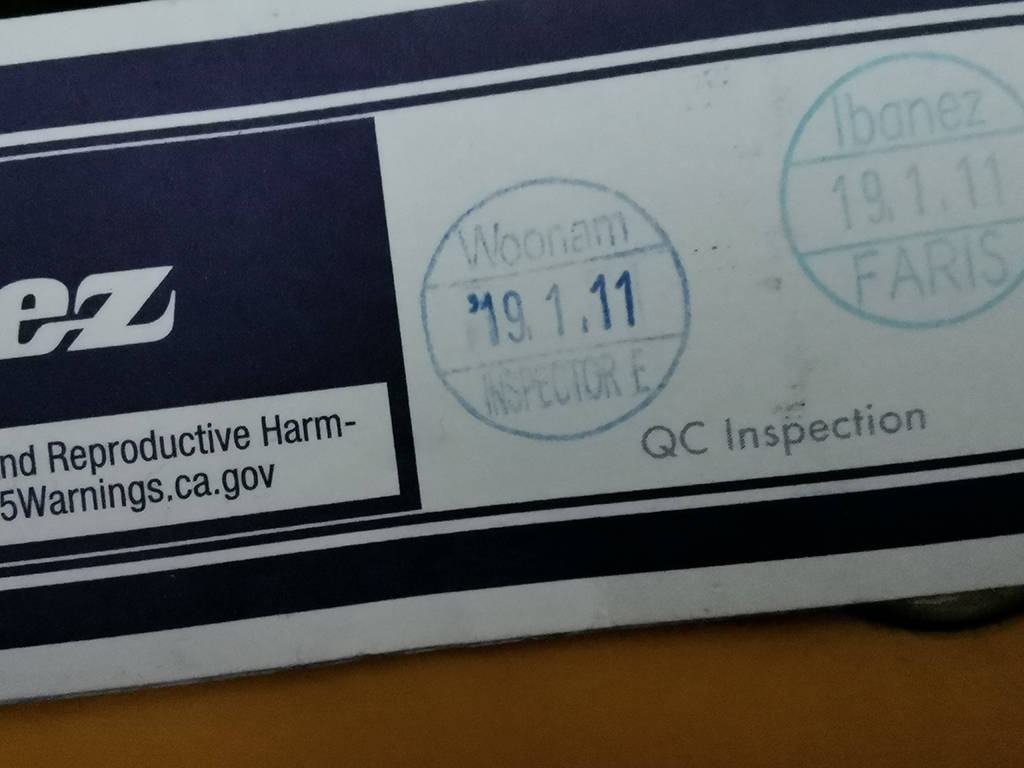 ez
nd Reproductive Harm-
5Warnings.ca.gov
Woonam
'19. 1 .11
INSPECTOR E
Ibanez
19. 1. 11
FARIS
QC Inspection